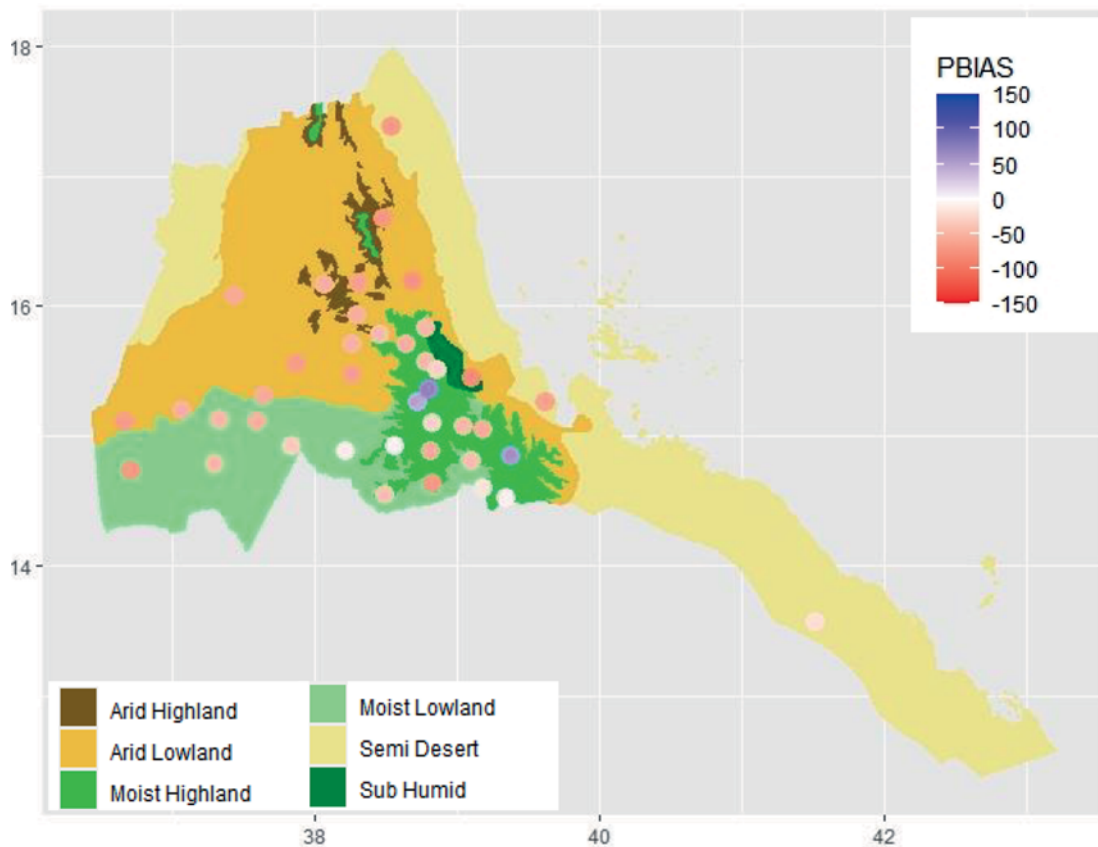 18
16
14
38
40
42
PBIAS
150
100
50
0
-50
-100
-150
Arid Highland
Arid Lowland
Moist Highland
Moist Lowland
Semi Desert
Sub Humid